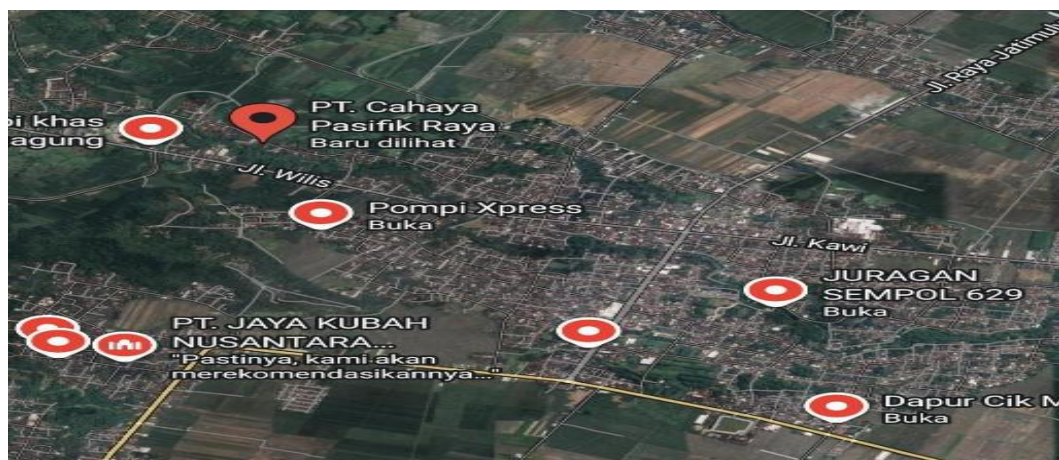 Jl. Raya Jatimul
pi khas
agung
PT. Cahaya
Pasifik Raya
Baru dilihat
Jl. Wilis
Pompi Xpress
Buka
Jl. Kawi
JURAGAN
SEMPOL 629
Buka
PT. JAYA KUBAH
NUSANTARA...
"Pastinya, kami akan
merekomendasikannya..."
Dapur Cik M
Buka